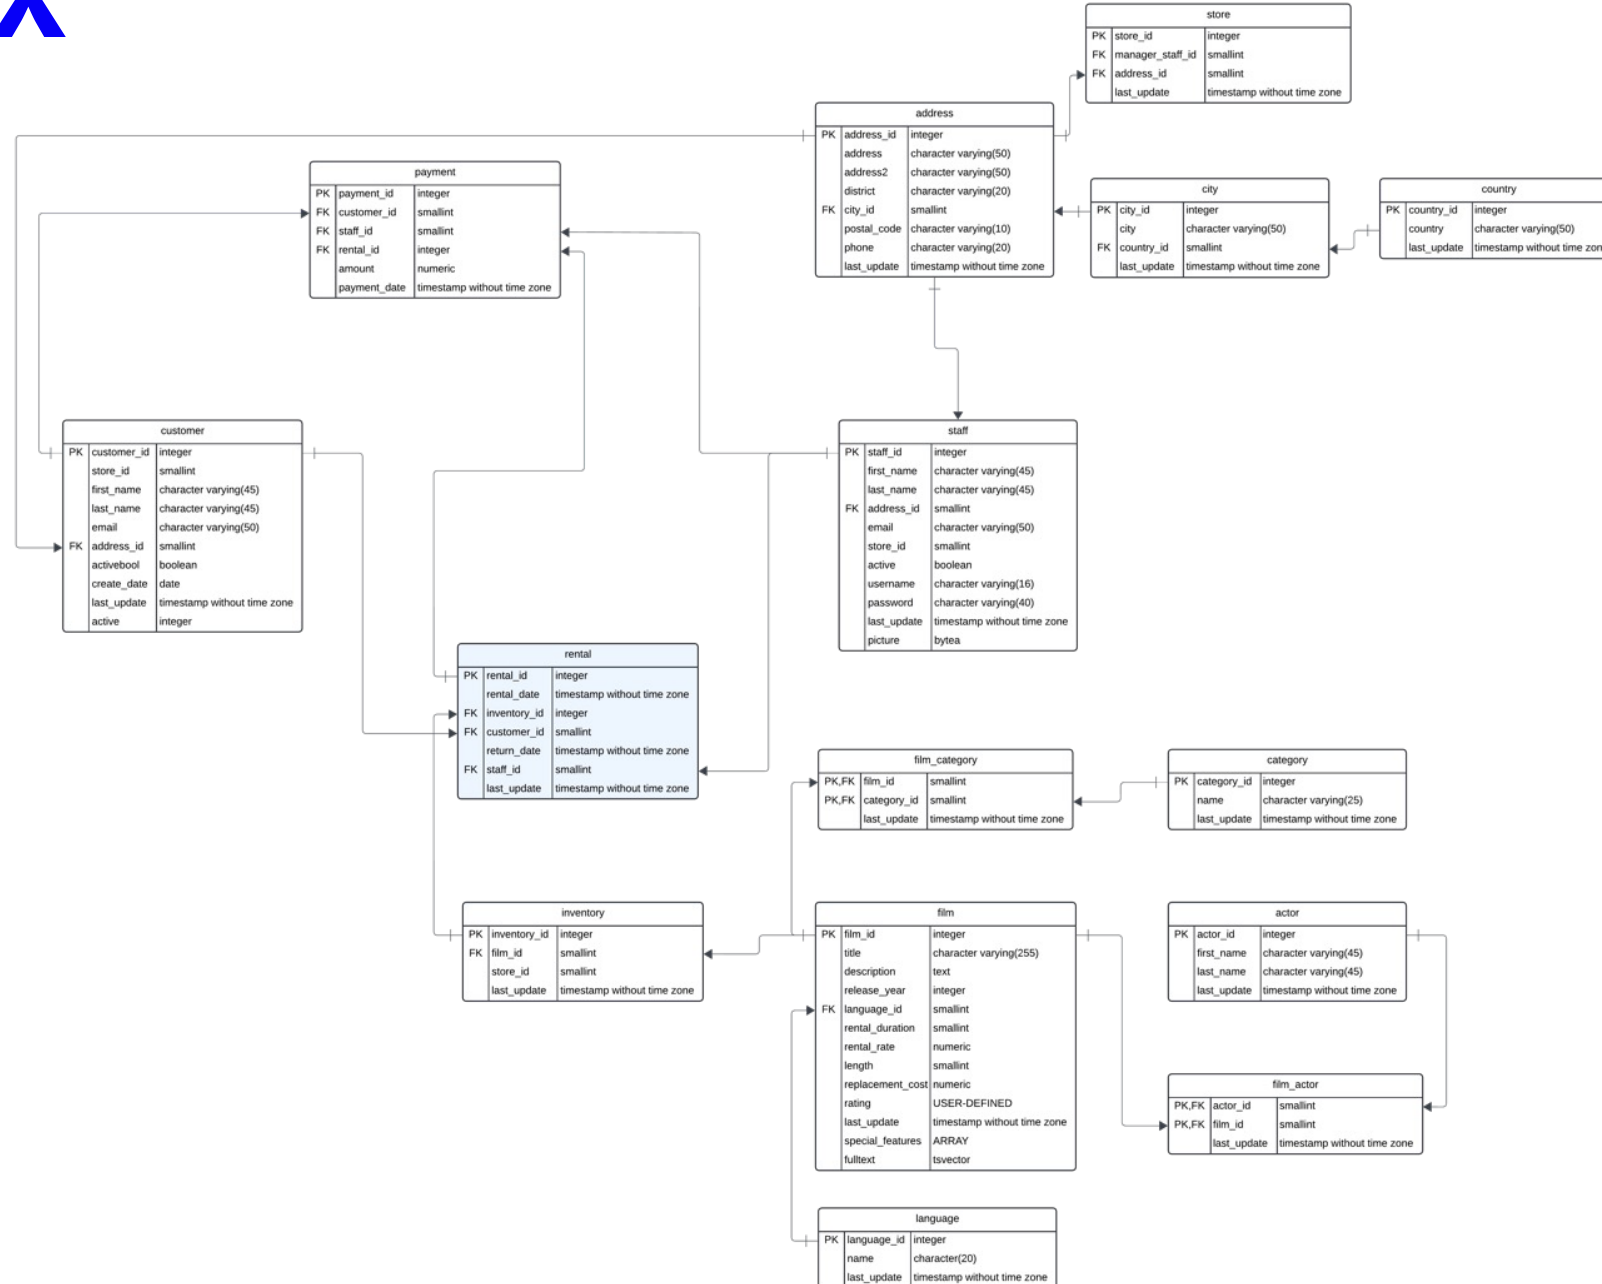 store
PK store_id integer
FK manager_staff_id smallint
FK address_id smallint
last_update timestamp without time zone
address
PK address_id integer
address character varying(50)
address2 character varying(50)
district character varying(20)
FK city_id smallint
postal_code character varying(10)
phone character varying(20)
last_update timestamp without time zone
payment
PK payment_id integer
FK customer_id smallint
FK staff_id smallint
FK rental_id integer
amount numeric
payment_date timestamp without time zone
city
PK city_id integer
city character varying(50)
FK country_id smallint
last_update timestamp without time zone
country
PK country_id integer
country character varying(50)
last_update timestamp without time zon
customer
PK customer_id integer
store_id smallint
first_name character varying(45)
last_name character varying(45)
email character varying(50)
FK address_id smallint
activebool boolean
create_date date
last_update timestamp without time zone
active integer
staff
PK staff_id integer
first_name character varying(45)
last_name character varying(45)
FK address_id smallint
email character varying(50)
store_id smallint
active boolean
username character varying(16)
password character varying(40)
last_update timestamp without time zone
picture bytea
rental
PK rental_id integer
rental_date timestamp without time zone
FK inventory_id integer
FK customer_id smallint
return_date timestamp without time zone
FK staff_id smallint
last_update timestamp without time zone
film_category
PK,FK film_id smallint
PK,FK category_id smallint
last_update timestamp without time zone
category
PK category_id integer
name character varying(25)
last_update timestamp without time zone
inventory
PK inventory_id integer
FK film_id smallint
store_id smallint
last_update timestamp without time zone
film
PK film_id integer
title character varying(255)
description text
release_year integer
FK language_id smallint
rental_duration smallint
rental_rate numeric
length smallint
replacement_cost numeric
rating USER-DEFINED
last_update timestamp without time zone
special_features ARRAY
fulltext tsvector
actor
PK actor_id integer
first_name character varying(45)
last_name character varying(45)
last_update timestamp without time zone
film_actor
PK,FK actor_id smallint
PK,FK film_id smallint
last_update timestamp without time zone
language
PK language_id integer
name character(20)
last_update timestamp without time zone